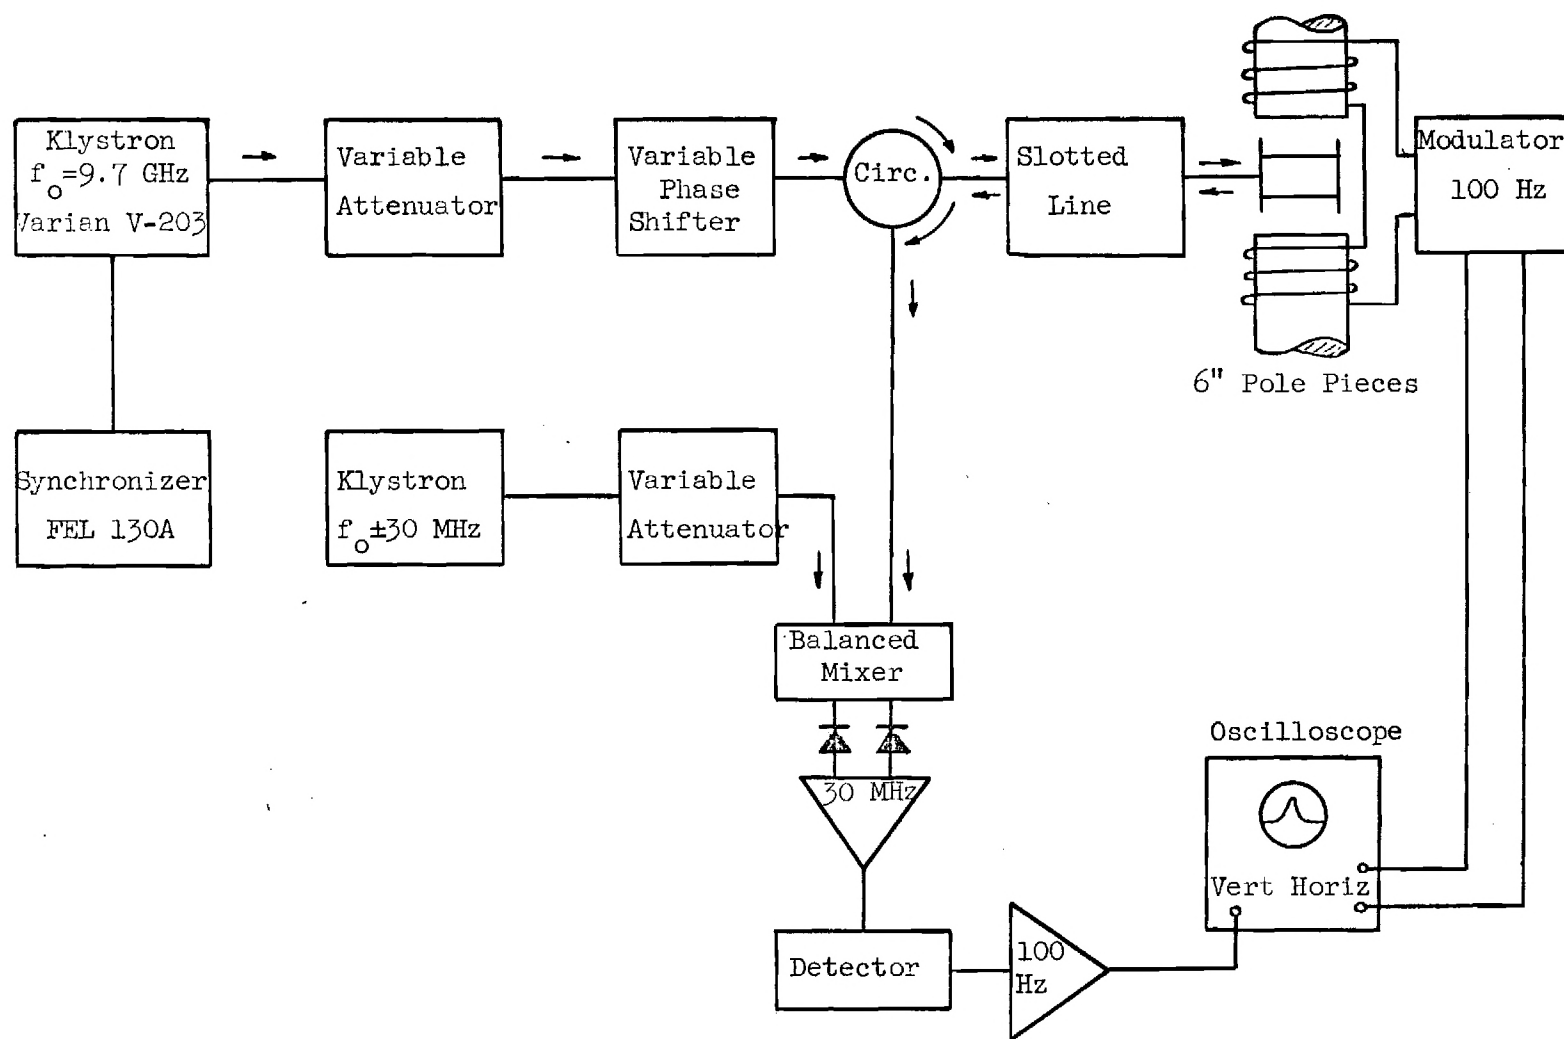 Klystron
fo=9.7 GHz
Varian V-203
Variable
Attenuator
Variable
Phase
Shifter
Circ.
Slotted
Line
Modulator
100 Hz
6" Pole Pieces
Synchronizer
FEL 130A
Klystron
fo±30 MHz
Variable
Attenuator
Balanced
Mixer
30 MHz
Oscilloscope
Vert Horiz
Detector
100
Hz